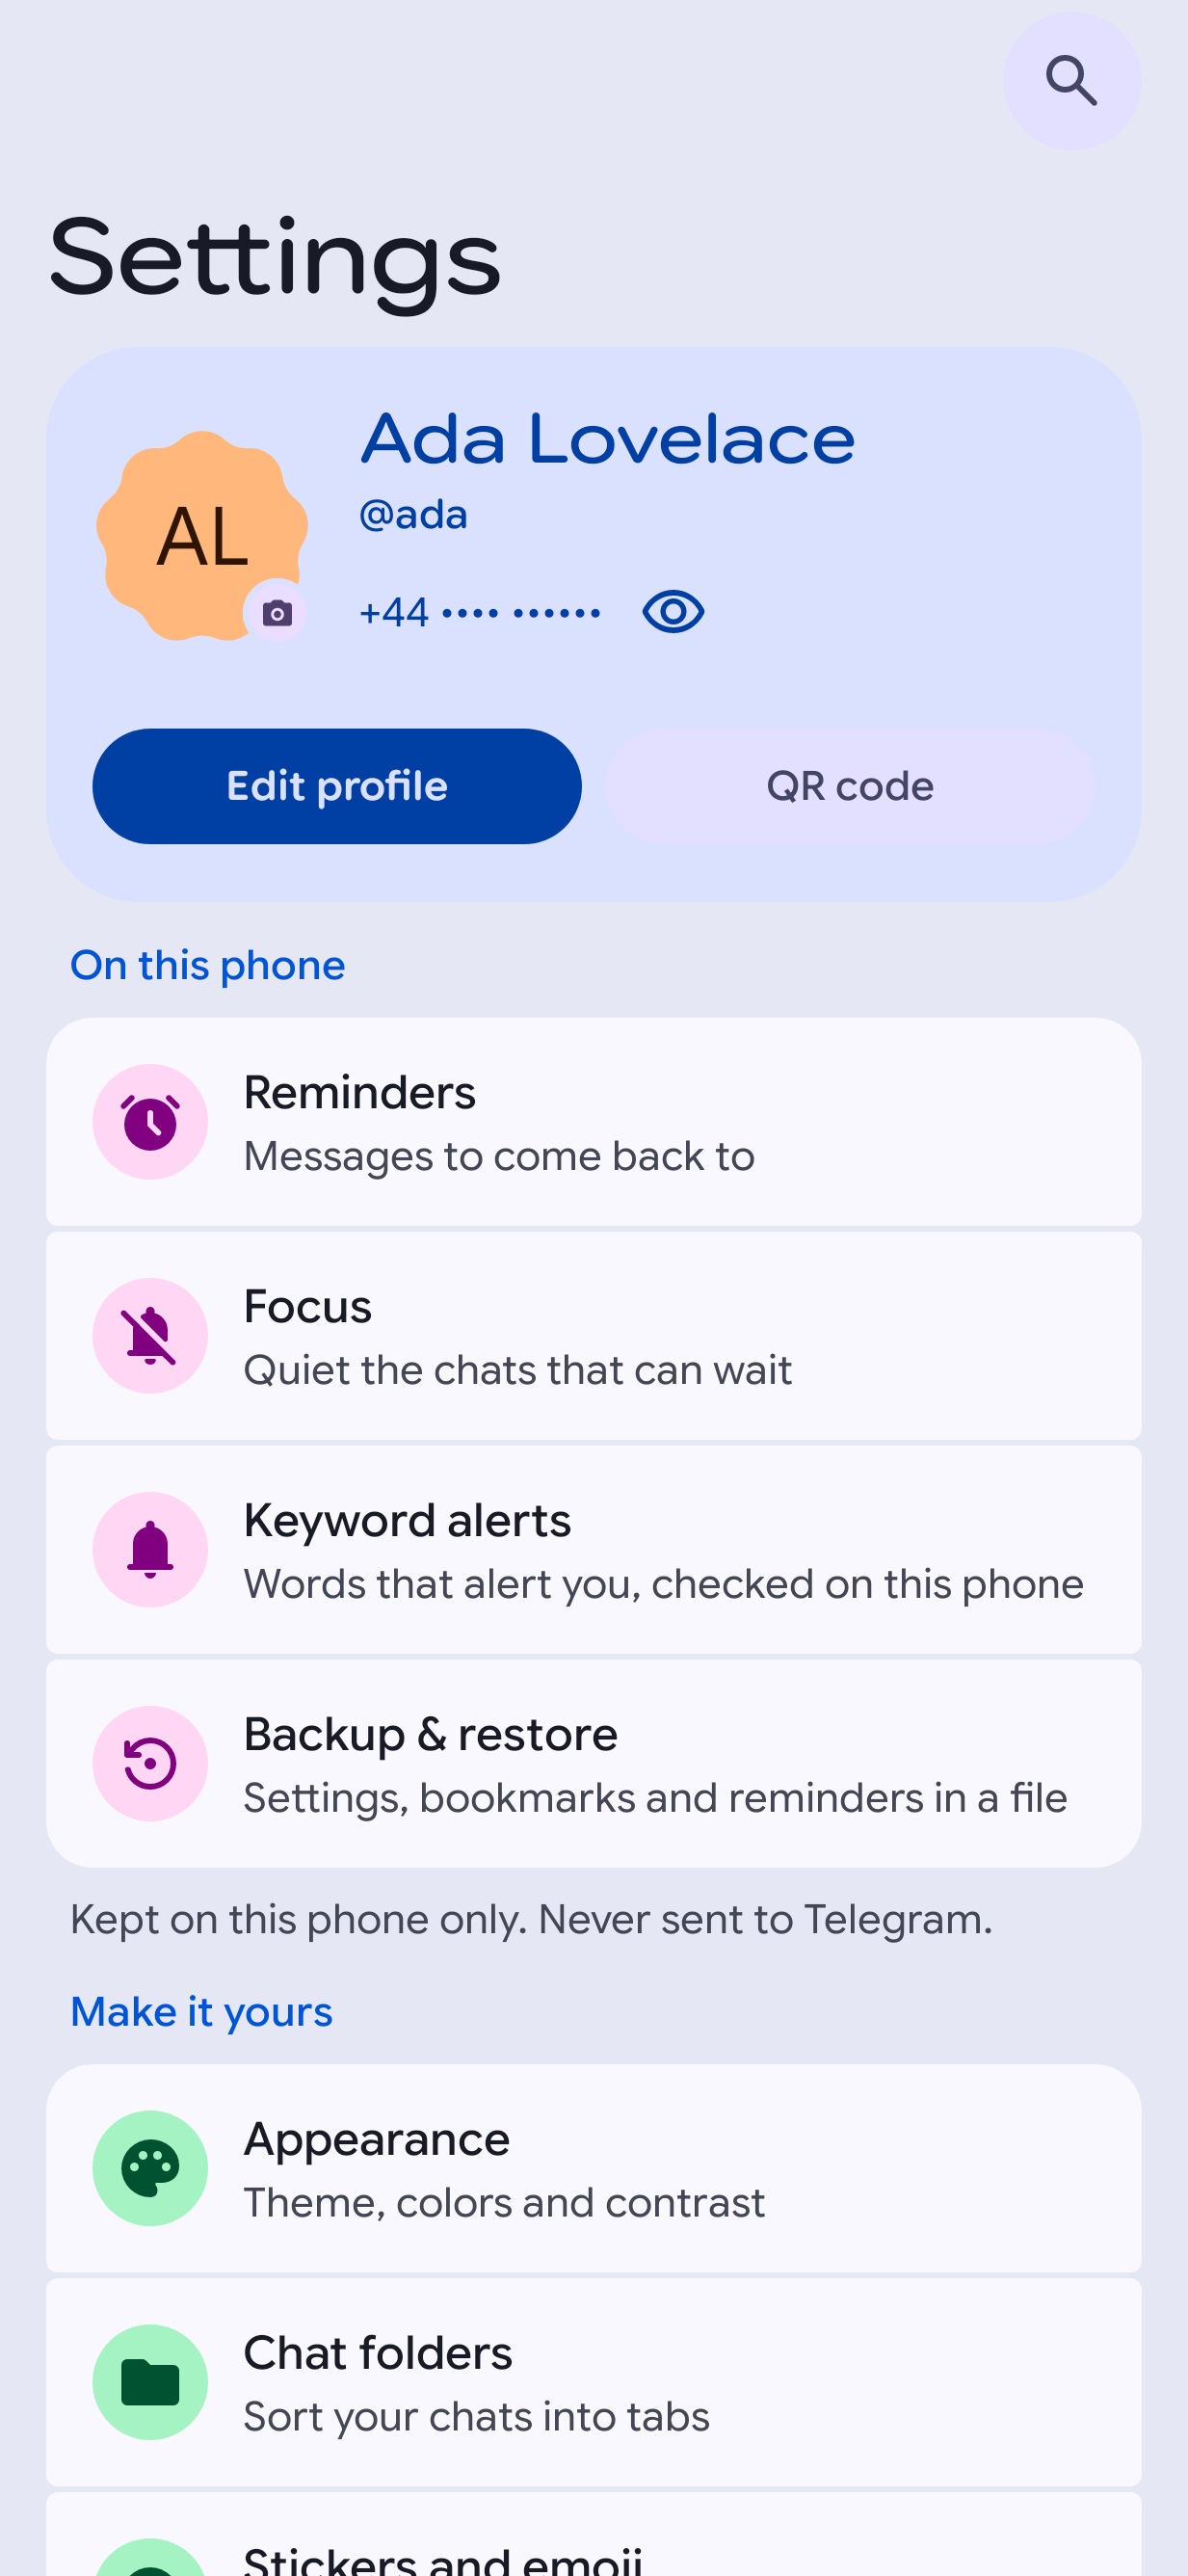 Settings
Ada Lovelace
@ada
AL
+44 •••• ••••••
Edit profile
QR code
On this phone
Reminders
Messages to come back to
Focus
Quiet the chats that can wait
Keyword alerts
Words that alert you, checked on this phone
Backup & restore
Settings, bookmarks and reminders in a file
Kept on this phone only. Never sent to Telegram.
Make it yours
Appearance
Theme, colors and contrast
Chat folders
Sort your chats into tabs
Stickers and emoji